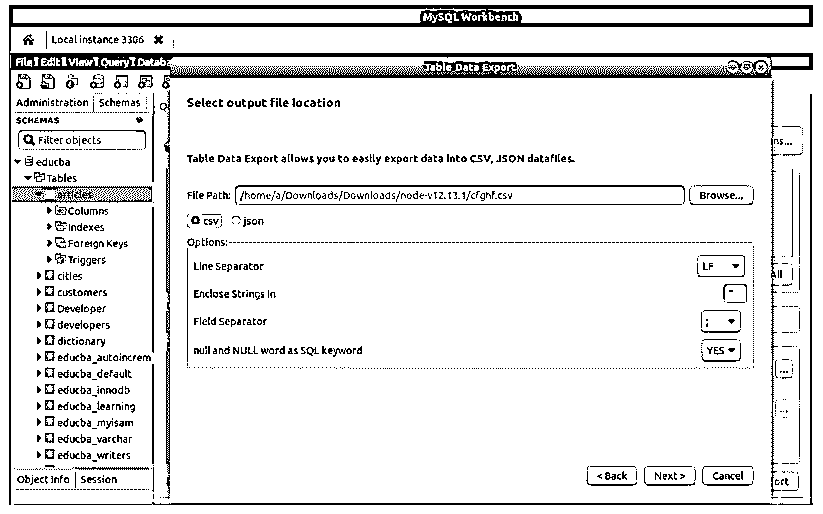 MySQL Workbench
Local instance 3306 ✖
File Edit View Query Datab
Table Data Export
Administration Schemas
SCHEMAS
Filter objects
educba
Tables
articles
Columns
Indexes
Foreign Keys
Triggers
cities
customers
Developer
developers
dictionary
educba_autoincrem
educba_default
educba_innodb
educba_learning
educba_myisam
educba_varchar
educba_writers
Object Info Session
Select output file location
Table Data Export allows you to easily export data into CSV, JSON datafiles.
File Path: /home/a/Downloads/Downloads/node-v12.13.1/cfghf.csv Browse...
csv json
Options:
Line Separator LF
Enclose Strings in "
Field Separator ;
null and NULL word as SQL keyword YES
< Back Next > Cancel
ns...
All
...
ort